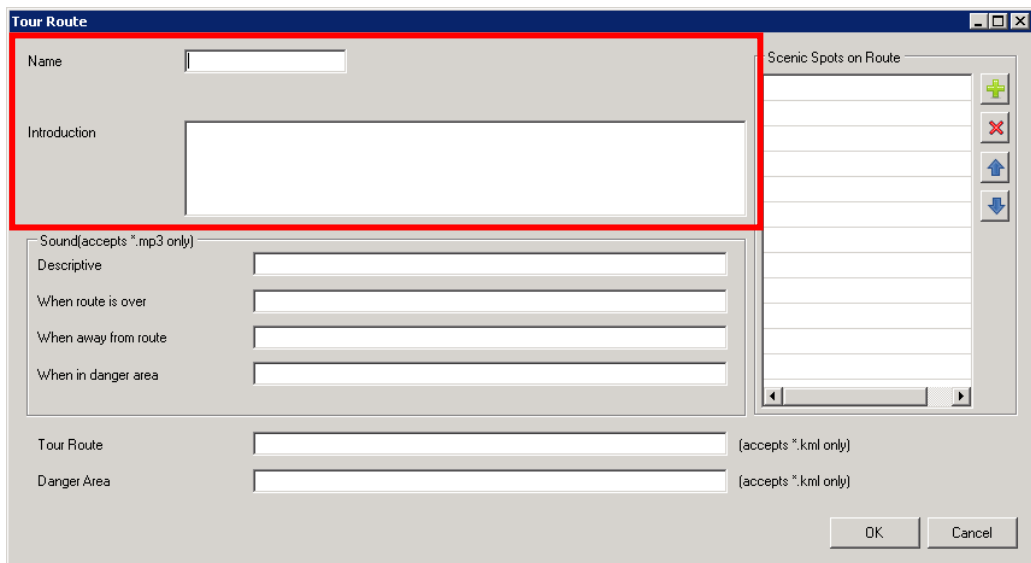 Tour Route
Name
Introduction
Scenic Spots on Route
Sound(accepts *.mp3 only)
Descriptive
When route is over
When away from route
When in danger area
Tour Route (accepts *.kml only)
Danger Area (accepts *.kml only)
OK Cancel